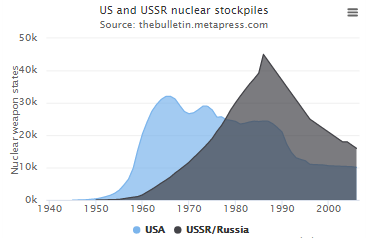 US and USSR nuclear stockpiles
Source: thebulletin.metapress.com
Nuclear weapon states
50k
40k
30k
20k
10k
0k
1940 1950 1960 1970 1980 1990 2000
USA USSR/Russia